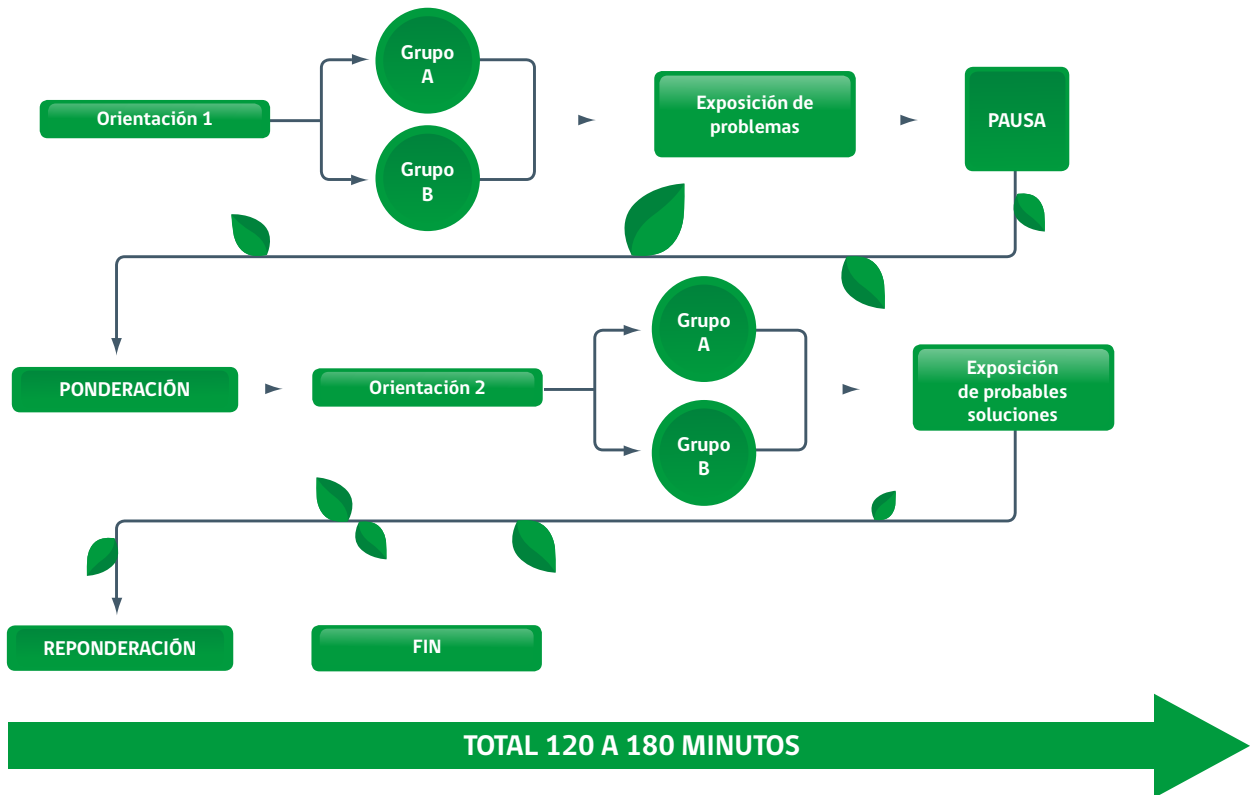 Orientación 1
Grupo
A
Grupo
B
Exposición de
problemas
PAUSA
PONDERACIÓN
Orientación 2
Grupo
A
Grupo
B
Exposición
de probables
soluciones
REPONDERACIÓN
FIN
TOTAL 120 A 180 MINUTOS